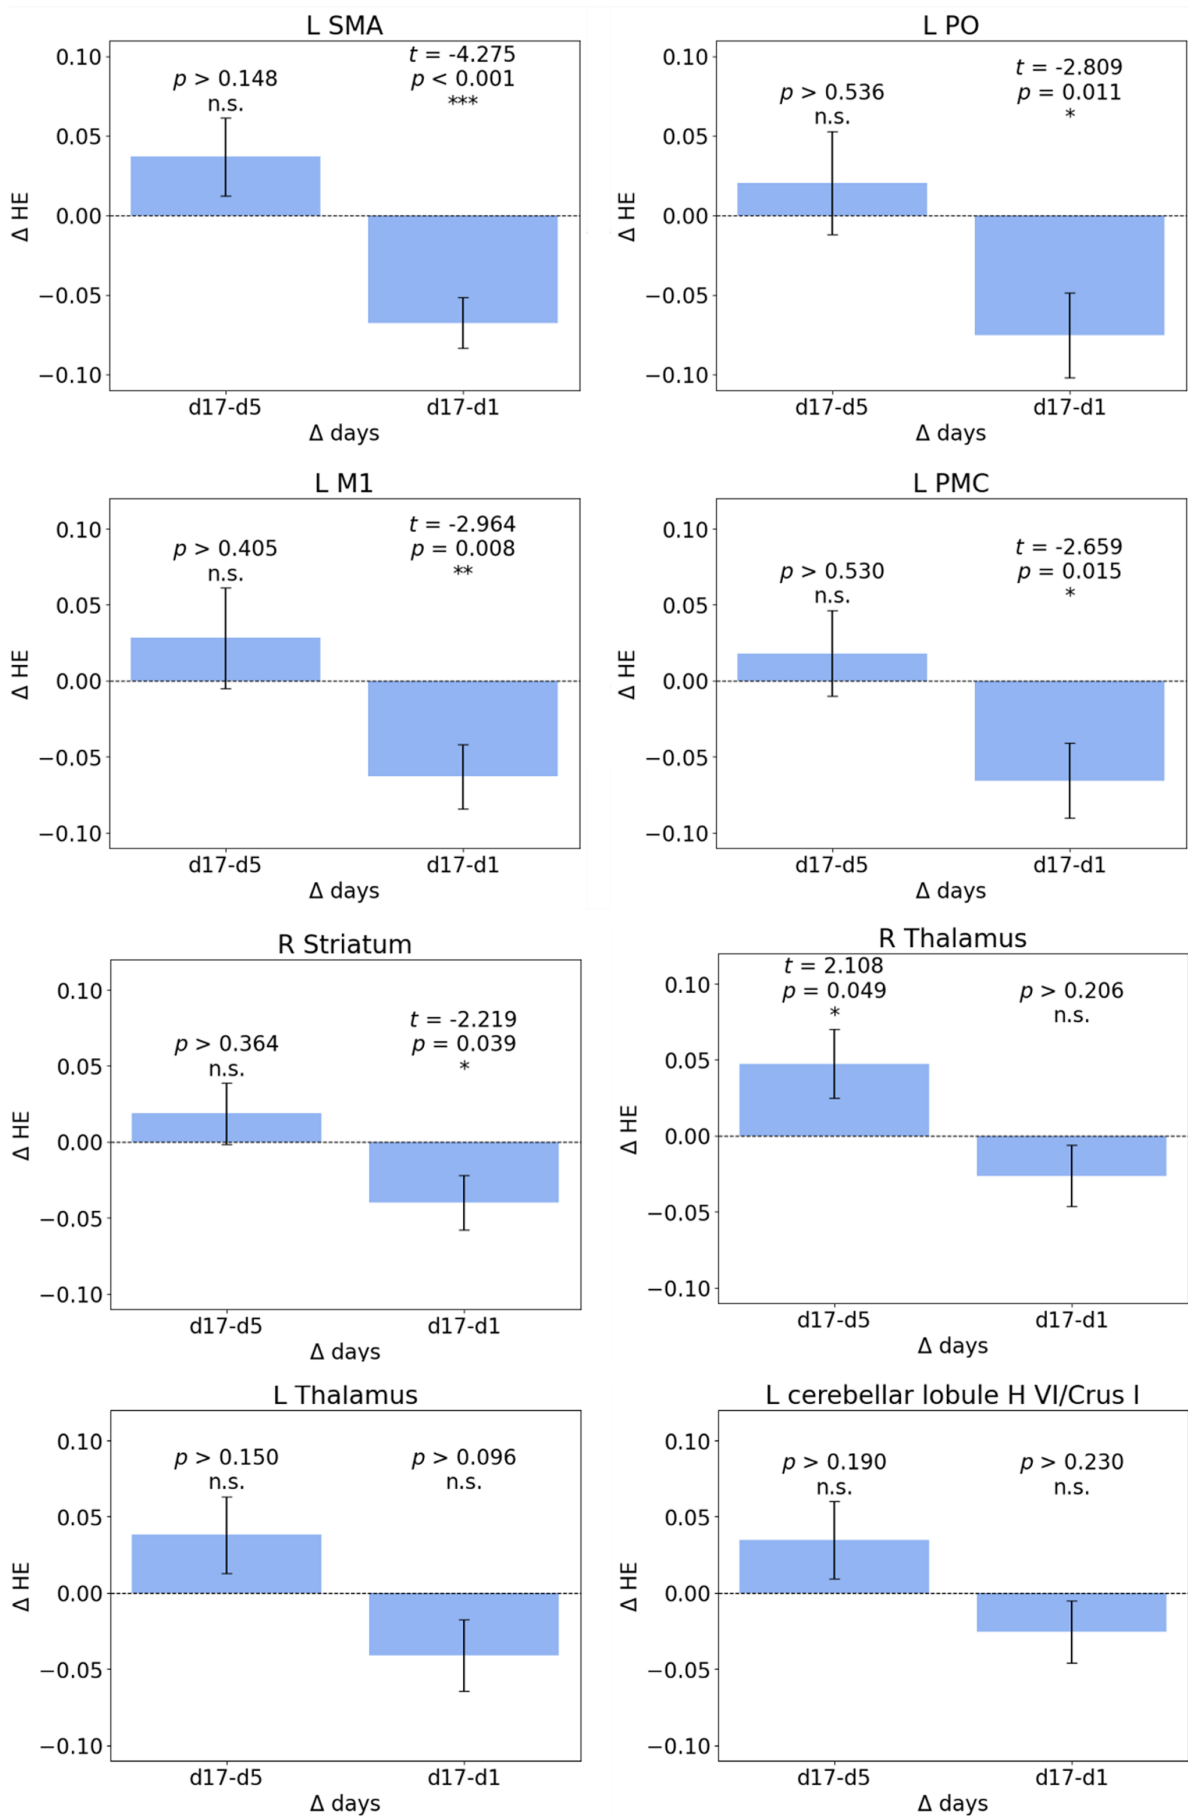 L SMA
0.10
0.05
0.00
−0.05
−0.10
Δ HE
p > 0.148
n.s.
t = -4.275
p < 0.001
***
d17-d5
d17-d1
Δ days
L PO
0.10
0.05
0.00
−0.05
−0.10
Δ HE
p > 0.536
n.s.
t = -2.809
p = 0.011
*
d17-d5
d17-d1
Δ days
L M1
0.10
0.05
0.00
−0.05
−0.10
Δ HE
p > 0.405
n.s.
t = -2.964
p = 0.008
**
d17-d5
d17-d1
Δ days
L PMC
0.10
0.05
0.00
−0.05
−0.10
Δ HE
p > 0.530
n.s.
t = -2.659
p = 0.015
*
d17-d5
d17-d1
Δ days
R Striatum
0.10
0.05
0.00
−0.05
−0.10
Δ HE
p > 0.364
n.s.
t = -2.219
p = 0.039
*
d17-d5
d17-d1
Δ days
R Thalamus
0.10
0.05
0.00
−0.05
−0.10
Δ HE
t = 2.108
p = 0.049
*
p > 0.206
n.s.
d17-d5
d17-d1
Δ days
L Thalamus
0.10
0.05
0.00
−0.05
−0.10
Δ HE
p > 0.150
n.s.
p > 0.096
n.s.
d17-d5
d17-d1
Δ days
L cerebellar lobule H VI/Crus I
0.10
0.05
0.00
−0.05
−0.10
Δ HE
p > 0.190
n.s.
p > 0.230
n.s.
d17-d5
d17-d1
Δ days